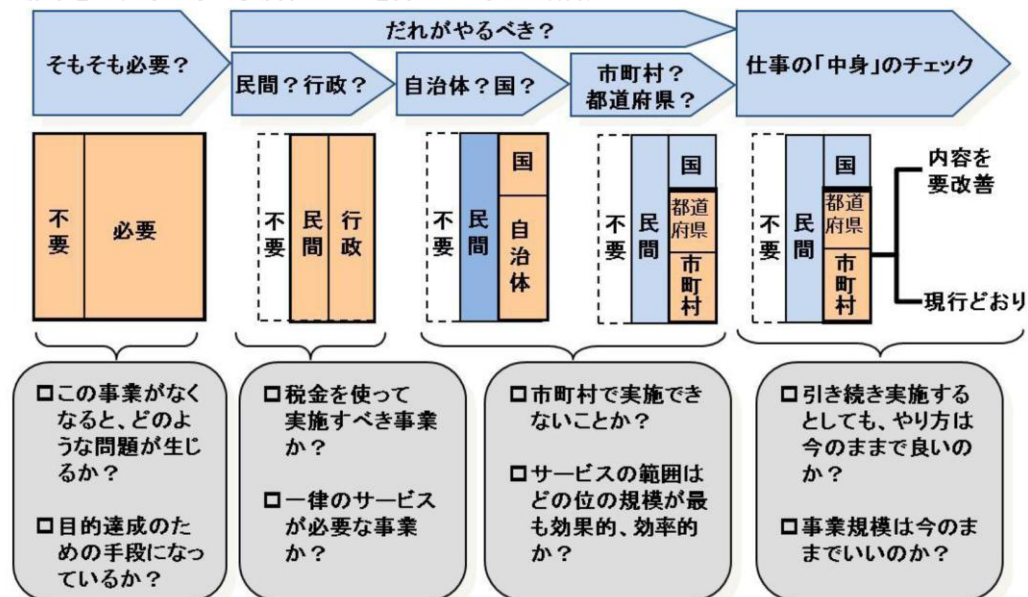 そもそも必要？
だれがやるべき？
民間？行政？
自治体？国？
市町村？
都道府県？
仕事の「中身」のチェック
不要
必要
不要
民間
行政
不要
民間
国
自治体
不要
民間
国
都道
府県
市町村
不要
民間
国
都道
府県
市町村
内容を
要改善
現行どおり
□この事業がなく
なると、どのよ
うな問題が生じ
るか？
□目的達成のた
めの手段になっ
ているか？
□税金を使って
実施すべき事業
か？
□一律のサービス
が必要な事業
か？
□市町村で実施でき
ないことか？
□サービスの範囲は
どの位の規模が最
も効果的、効率的
か？
□引き続き実施する
としても、やり方は
今のままで良いの
か？
□事業規模は今のま
までいいのか？